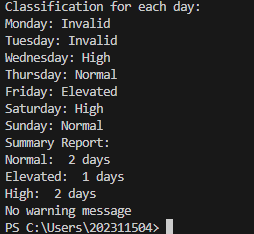 Classification for each day:
Monday: Invalid
Tuesday: Invalid
Wednesday: High
Thursday: Normal
Friday: Elevated
Saturday: High
Sunday: Normal
Summary Report:
Normal:  2 days
Elevated:  1 days
High:  2 days
No warning message
PS C:\Users\202311504>